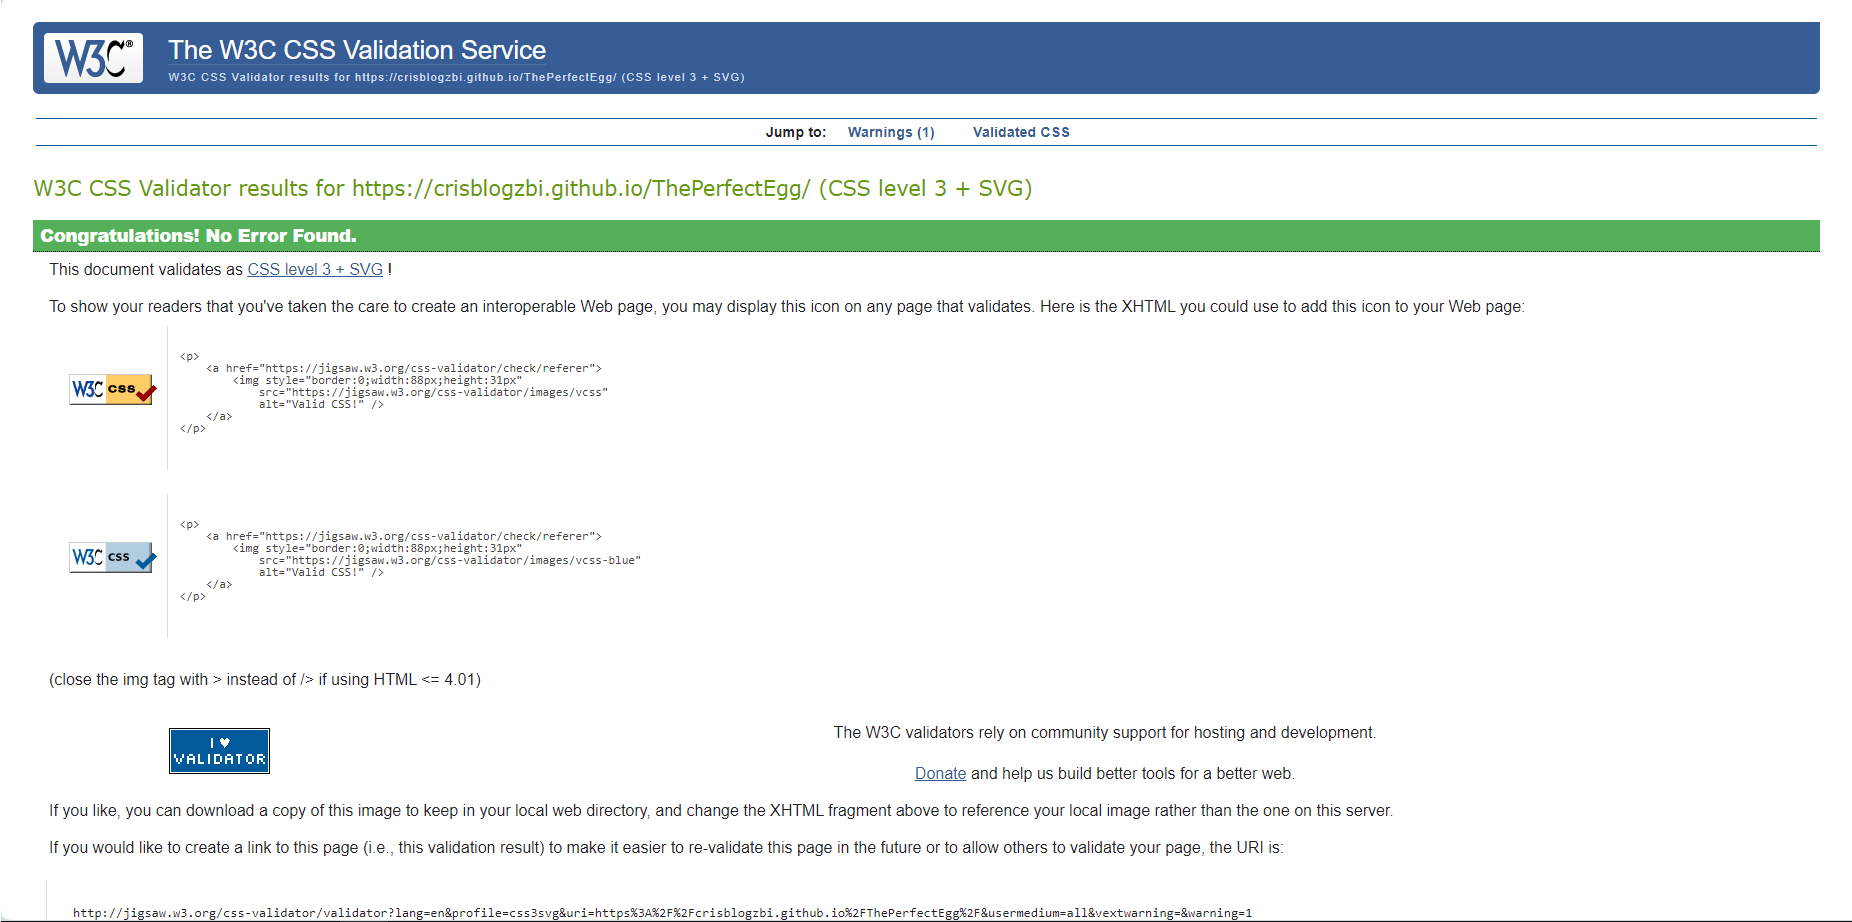 W3C®
The W3C CSS Validation Service
W3C CSS Validator results for https://crisblogzbi.github.io/ThePerfectEgg/ (CSS level 3 + SVG)
Jump to: Warnings (1) Validated CSS
W3C CSS Validator results for https://crisblogzbi.github.io/ThePerfectEgg/ (CSS level 3 + SVG)
Congratulations! No Error Found.
This document validates as CSS level 3 + SVG !
To show your readers that you've taken the care to create an interoperable Web page, you may display this icon on any page that validates. Here is the XHTML you could use to add this icon to your Web page:
W3C css
<p>
<a href="https://jigsaw.w3.org/css-validator/check/referer">
<img style="border:0;width:88px;height:31px"
src="https://jigsaw.w3.org/css-validator/images/vcss"
alt="Valid CSS!" />
</a>
</p>
W3C css
<p>
<a href="https://jigsaw.w3.org/css-validator/check/referer">
<img style="border:0;width:88px;height:31px"
src="https://jigsaw.w3.org/css-validator/images/vcss-blue"
alt="Valid CSS!" />
</a>
</p>
(close the img tag with > instead of /> if using HTML <= 4.01)
I ♥
VALIDATOR
The W3C validators rely on community support for hosting and development.
Donate and help us build better tools for a better web.
If you like, you can download a copy of this image to keep in your local web directory, and change the XHTML fragment above to reference your local image rather than the one on this server.
If you would like to create a link to this page (i.e., this validation result) to make it easier to re-validate this page in the future or to allow others to validate your page, the URI is:
http://jigsaw.w3.org/css-validator/validator?lang=en&profile=css3svg&uri=https%3A%2F%2Fcrisblogzbi.github.io%2FThePerfectEgg%2F&usermedium=all&vextwarning=&warning=1